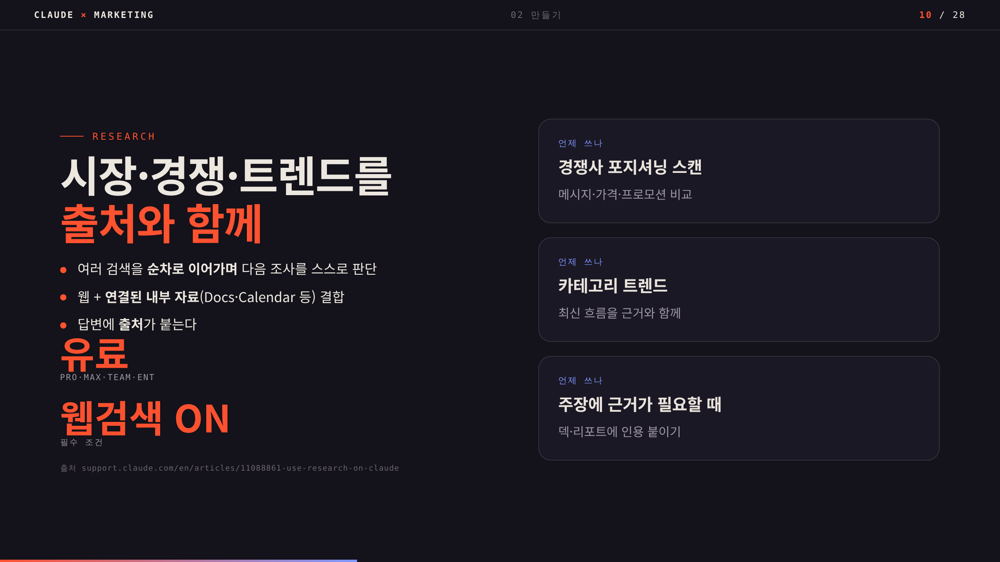 CLAUDE × MARKETING
02 만들기
10 / 28
RESEARCH
시장·경쟁·트렌드를
출처와 함께
여러 검색을 순차로 이어가며 다음 조사를 스스로 판단
웹 + 연결된 내부 자료(Docs·Calendar 등) 결합
답변에 출처가 붙는다
유료
PRO·MAX·TEAM·ENT
웹검색 ON
필수 조건
출처 support.claude.com/en/articles/11088861-use-research-on-claude
언제 쓰나
경쟁사 포지셔닝 스캔
메시지·가격·프로모션 비교
언제 쓰나
카테고리 트렌드
최신 흐름을 근거와 함께
언제 쓰나
주장에 근거가 필요할 때
덱·리포트에 인용 붙이기